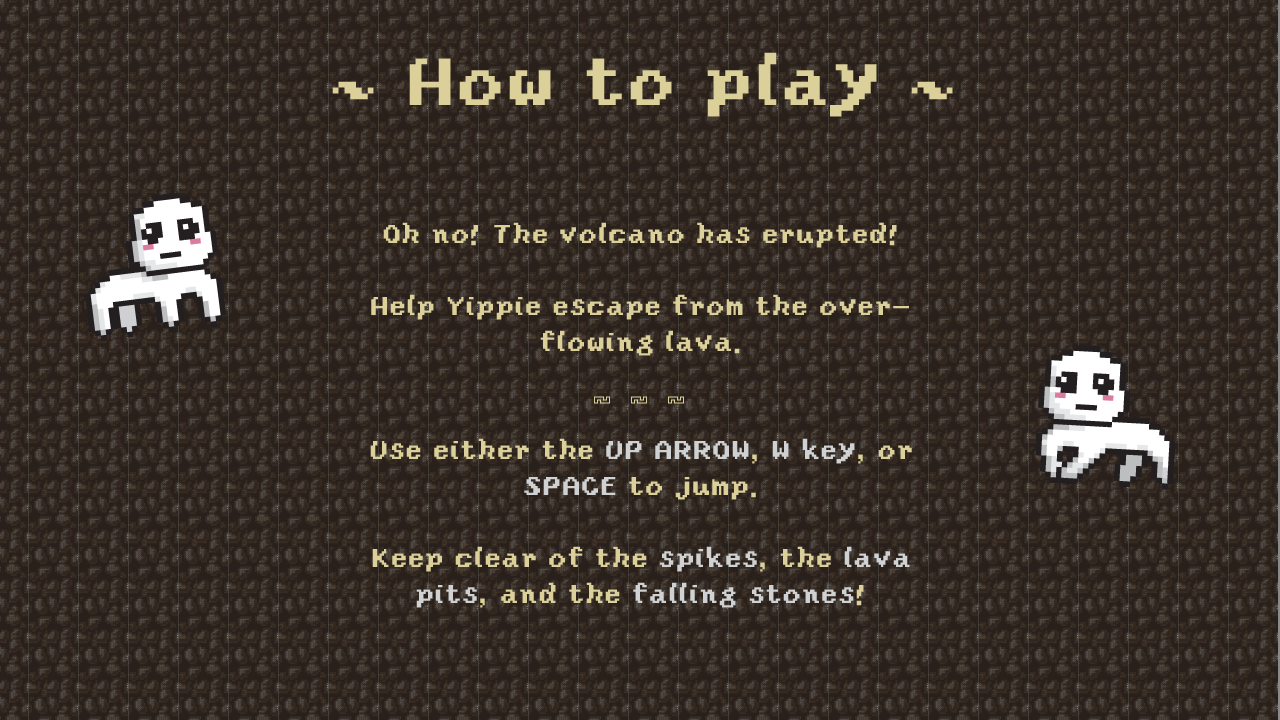 ~ How to play ~
Oh no! The volcano has erupted!
Help Yippie escape from the over-
flowing lava.
~ ~ ~
Use either the UP ARROW, W key, or
SPACE to jump.
Keep clear of the spikes, the lava
pits, and the falling stones!